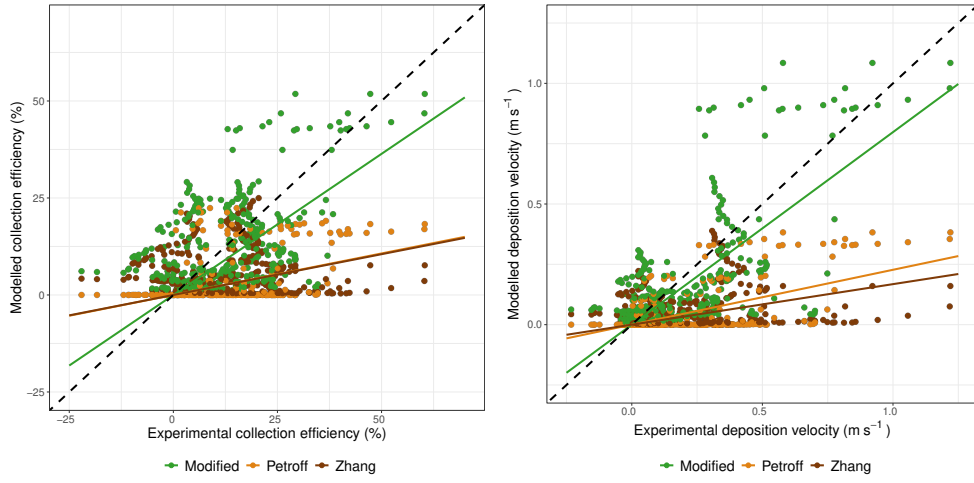 50
25
0
−25
−25
0
25
50
Modelled collection efficiency (%)
Experimental collection efficiency (%)
Modified Petroff Zhang
1.0
0.5
0.0
0.0
0.5
1.0
Modelled deposition velocity (m s⁻¹)
Experimental deposition velocity (m s⁻¹)
Modified Petroff Zhang